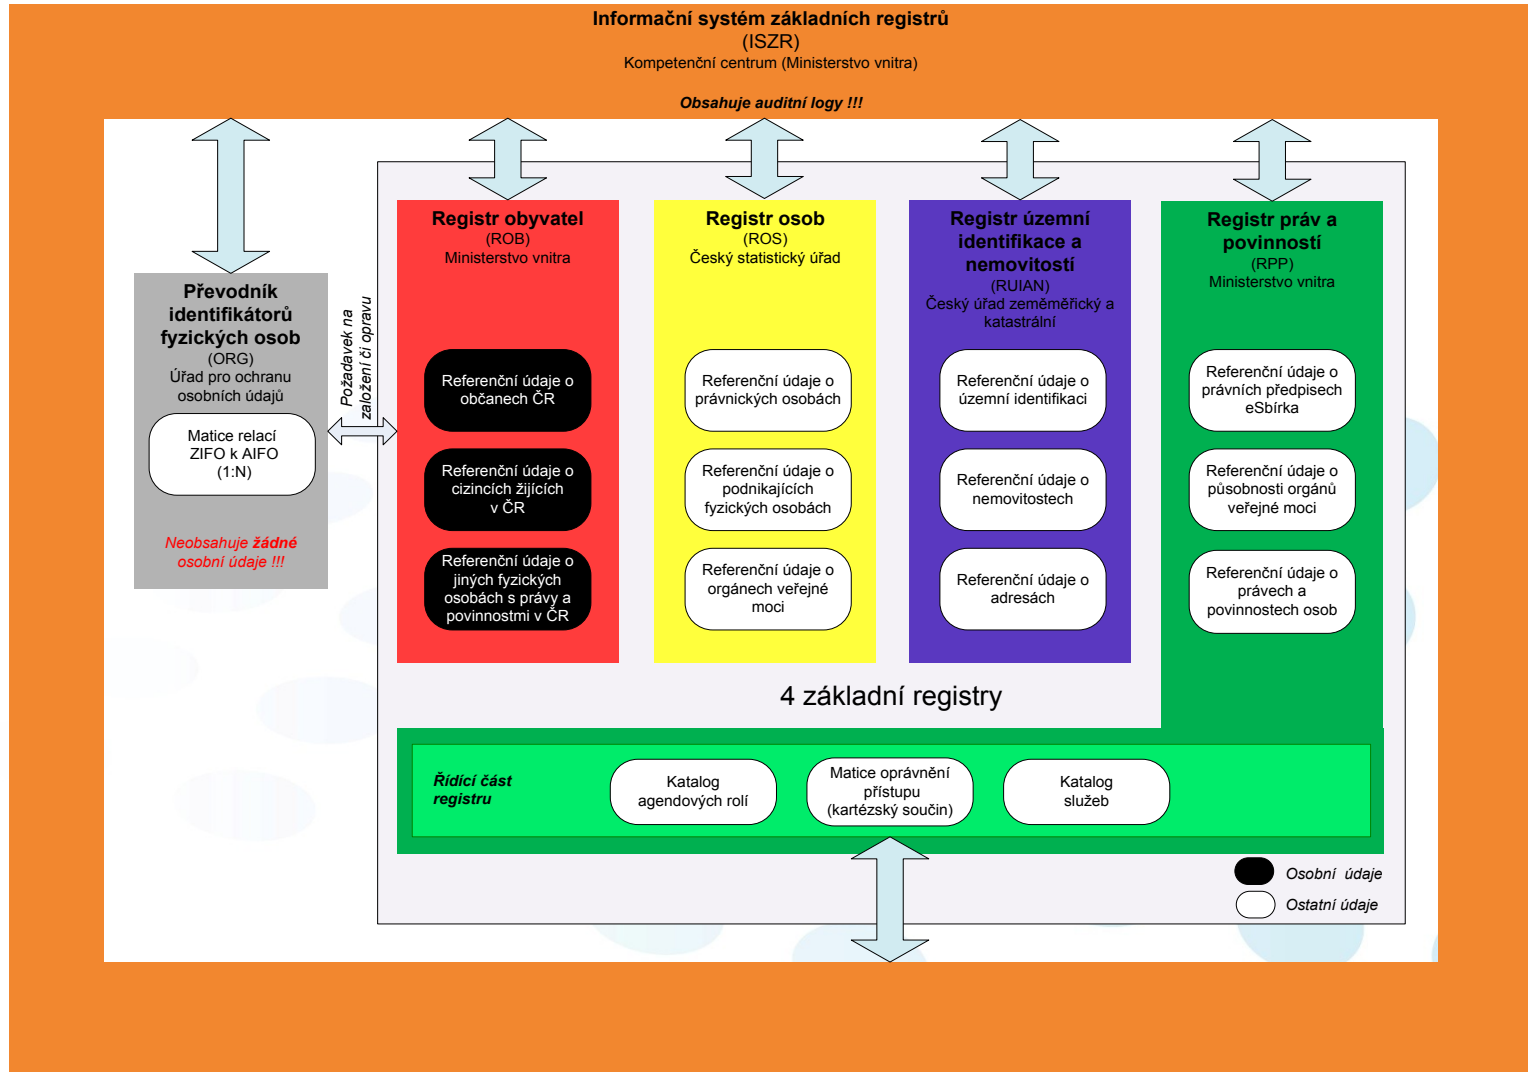 Informační systém základních registrů
(ISZR)
Kompetenční centrum (Ministerstvo vnitra)
Obsahuje auditní logy !!!
Převodník
identifikátorů
fyzických osob
(ORG)
Úřad pro ochranu
osobních údajů
Matice relací
ZIFO k AIFO
(1:N)
Neobsahuje žádné
osobní údaje !!!
Požadavek na
založení či opravu
Registr obyvatel
(ROB)
Ministerstvo vnitra
Referenční údaje o
občanech ČR
Referenční údaje o
cizincích žijících
v ČR
Referenční údaje o
jiných fyzických
osobách s právy a
povinnostmi v ČR
Registr osob
(ROS)
Český statistický úřad
Referenční údaje o
právnických osobách
Referenční údaje o
podnikajících
fyzických osobách
Referenční údaje o
orgánech veřejné
moci
Registr územní
identifikace a
nemovitostí
(RUIAN)
Český úřad zeměměřický a
katastrální
Referenční údaje o
územní identifikaci
Referenční údaje o
nemovitostech
Referenční údaje o
adresách
Registr práv a
povinností
(RPP)
Ministerstvo vnitra
Referenční údaje o
právních předpisech
eSbírka
Referenční údaje o
působnosti orgánů
veřejné moci
Referenční údaje o
právech a
povinnostech osob
4 základní registry
Řídící část
registru
Katalog
agendových rolí
Matice oprávnění
přístupu
(kartézský součin)
Katalog
služeb
Osobní údaje
Ostatní údaje